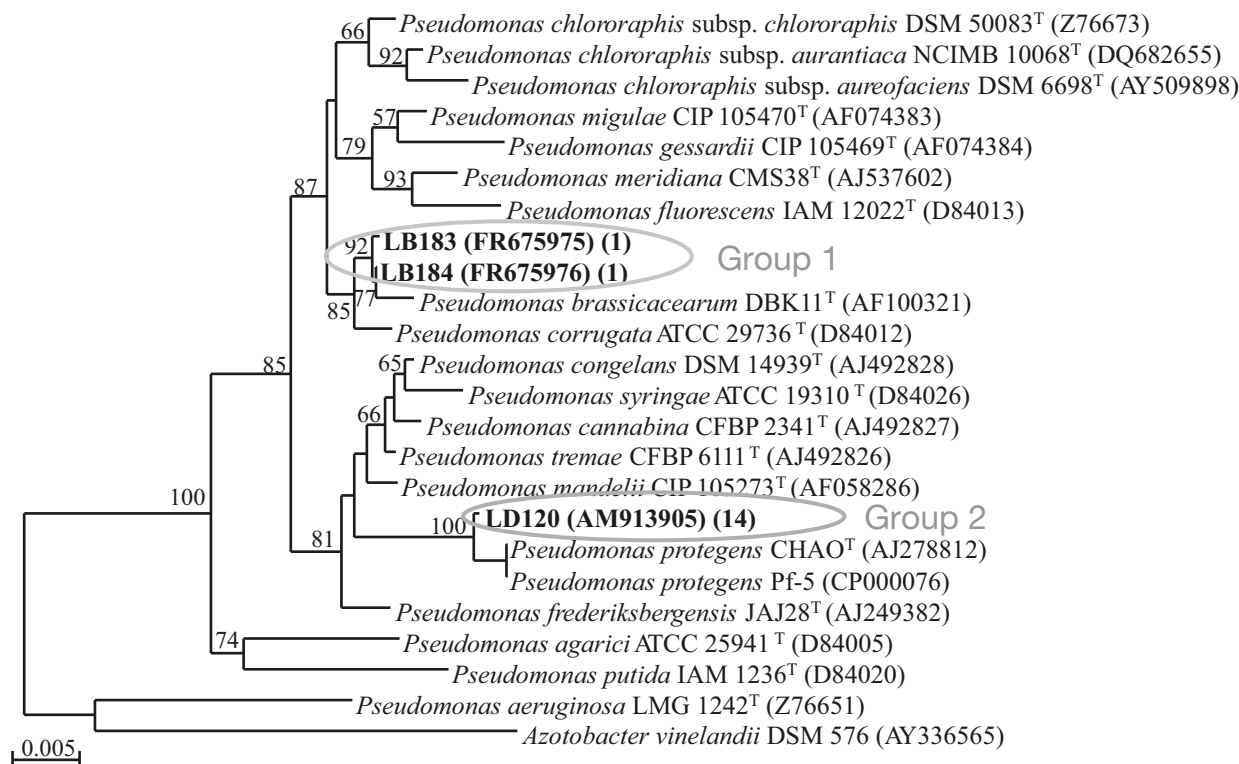 66
Pseudomonas chlororaphis subsp. chlororaphis DSM 50083T (Z76673)
92
Pseudomonas chlororaphis subsp. aurantiaca NCIMB 10068T (DQ682655)
Pseudomonas chlororaphis subsp. aureofaciens DSM 6698T (AY509898)
57
Pseudomonas migulae CIP 105470T (AF074383)
79
Pseudomonas gessardii CIP 105469T (AF074384)
93
Pseudomonas meridiana CMS38T (AJ537602)
87
Pseudomonas fluorescens IAM 12022T (D84013)
92
LB183 (FR675975) (1)
Group 1
LB184 (FR675976) (1)
77
Pseudomonas brassicacearum DBK11T (AF100321)
85
Pseudomonas corrugata ATCC 29736 T (D84012)
85
65
Pseudomonas congelans DSM 14939T (AJ492828)
Pseudomonas syringae ATCC 19310 T (D84026)
66
Pseudomonas cannabina CFBP 2341T (AJ492827)
Pseudomonas tremae CFBP 6111 T (AJ492826)
Pseudomonas mandelii CIP 105273T (AF058286)
100
100
LD120 (AM913905) (14)
Group 2
81
Pseudomonas protegens CHAOT (AJ278812)
Pseudomonas protegens Pf-5 (CP000076)
Pseudomonas frederiksbergensis JAJ28T (AJ249382)
74
Pseudomonas agarici ATCC 25941 T (D84005)
Pseudomonas putida IAM 1236T (D84020)
Pseudomonas aeruginosa LMG 1242T (Z76651)
Azotobacter vinelandii DSM 576 (AY336565)
0.005